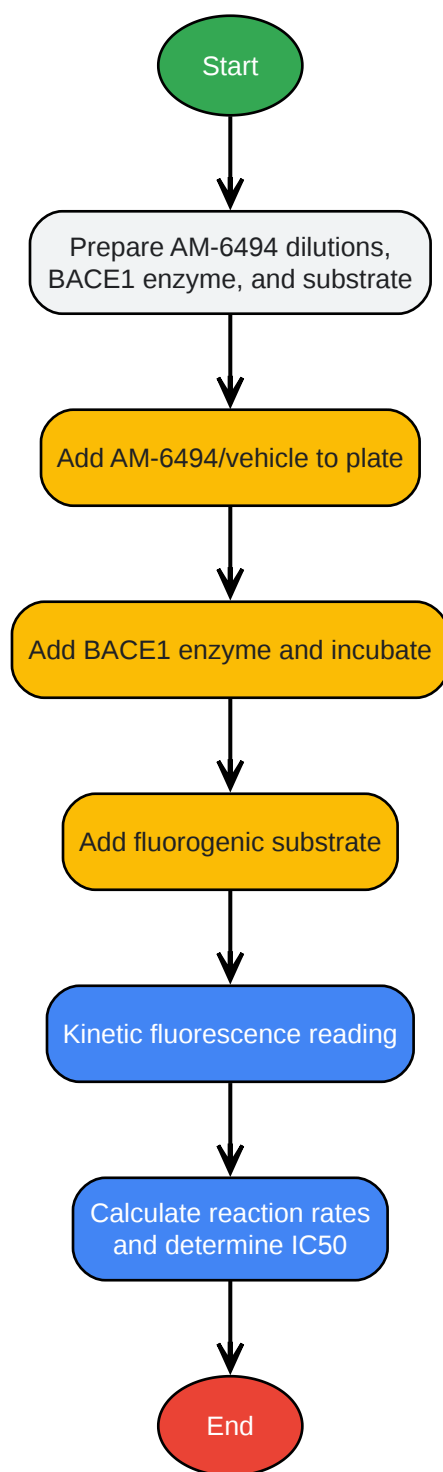 Start
Prepare AM-6494 dilutions,
BACE1 enzyme, and substrate
Add AM-6494/vehicle to plate
Add BACE1 enzyme and incubate
Add fluorogenic substrate
Kinetic fluorescence reading
Calculate reaction rates
and determine IC50
End